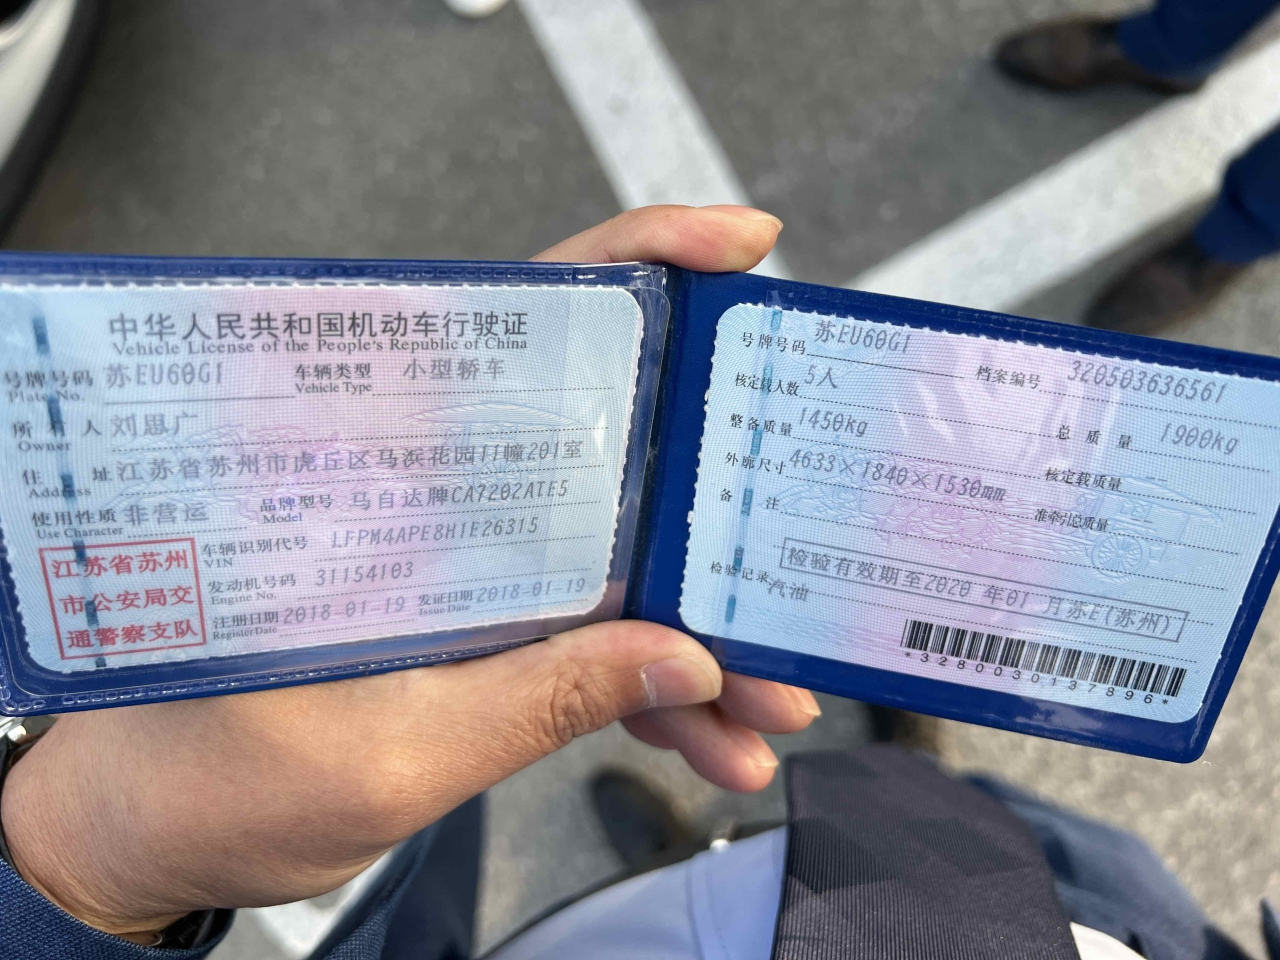 中华人民共和国机动车行驶证
Vehicle License of the People's Republic of China
号牌号码 苏EU60G1 车辆类型 小型轿车
Plate No. Vehicle Type
所有人 刘思广
Owner
住址 江苏省苏州市虎丘区马浜花园11幢201室
Address
使用性质 非营运 品牌型号 马自达牌CA7202ATE5
Use Character Model
江苏省苏州
市公安局交
通警察支队
车辆识别代号 LFPM4APE8H1E26315
VIN
发动机号码 31154103
Engine No.
注册日期 2018-01-19 发证日期 2018-01-19
Register Date Issue Date
号牌号码 苏EU60G1 档案编号 320503636561
核定载人数 5人 总质量 1900kg
整备质量 1450kg 核定载质量 --
外廓尺寸 4633×1840×1530mm 准牵引总质量
备注
检验有效期至2020年01月苏E(苏州)
检验记录 汽油
*3280030137896*